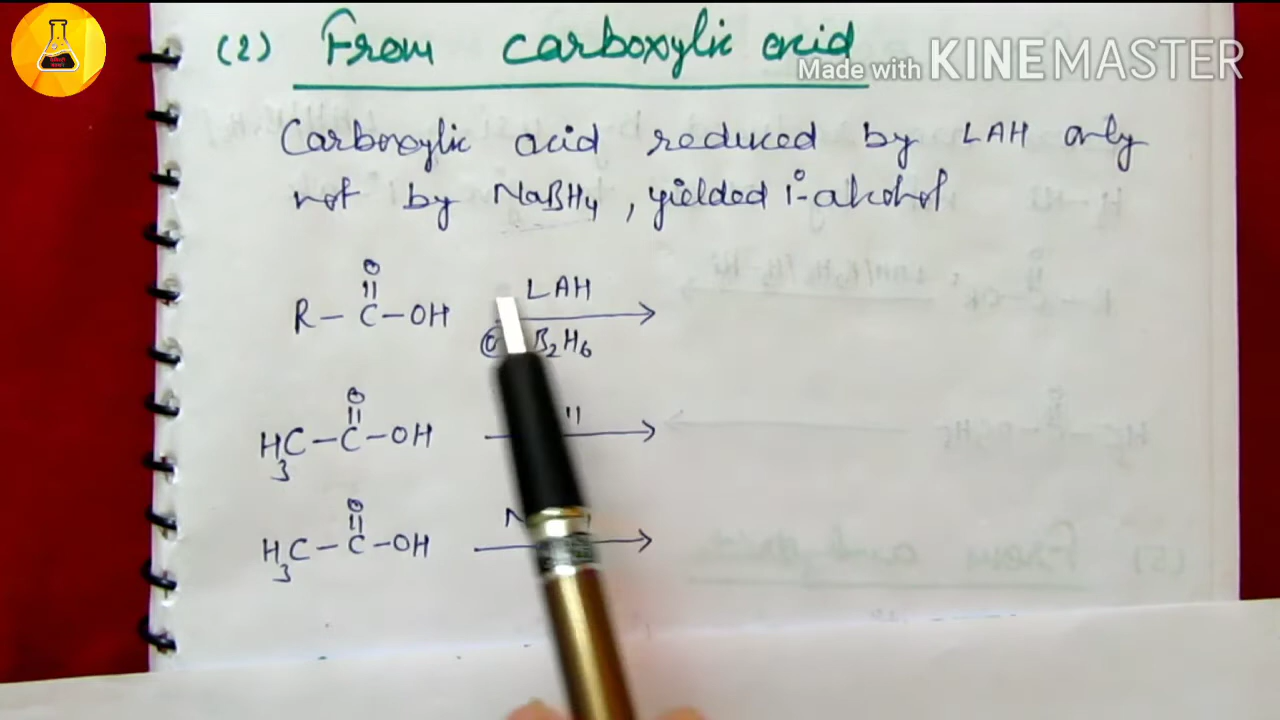 (2) From carboxylic acid
Made with KINEMASTER
Carboxylic acid reduced by LAH only
not by NaBH4, yielded 1°-alcohol
O
R-C-OH LAH
B2H6
O
H3C-C-OH "
O
H3C-C-OH